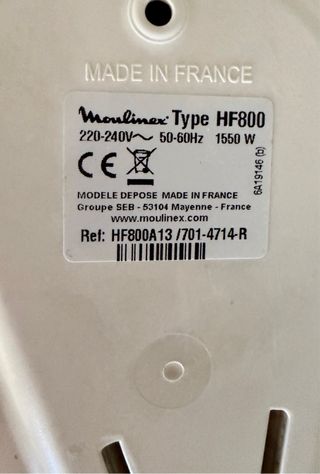 MADE IN FRANCE
Moulinex Type HF800
220-240V~ 50-60Hz 1550 W
CE
6A19146 (b)
MODELE DEPOSE MADE IN FRANCE
Groupe SEB - 53104 Mayenne - France
www.moulinex.com
Ref: HF800A13 /701-4714-R